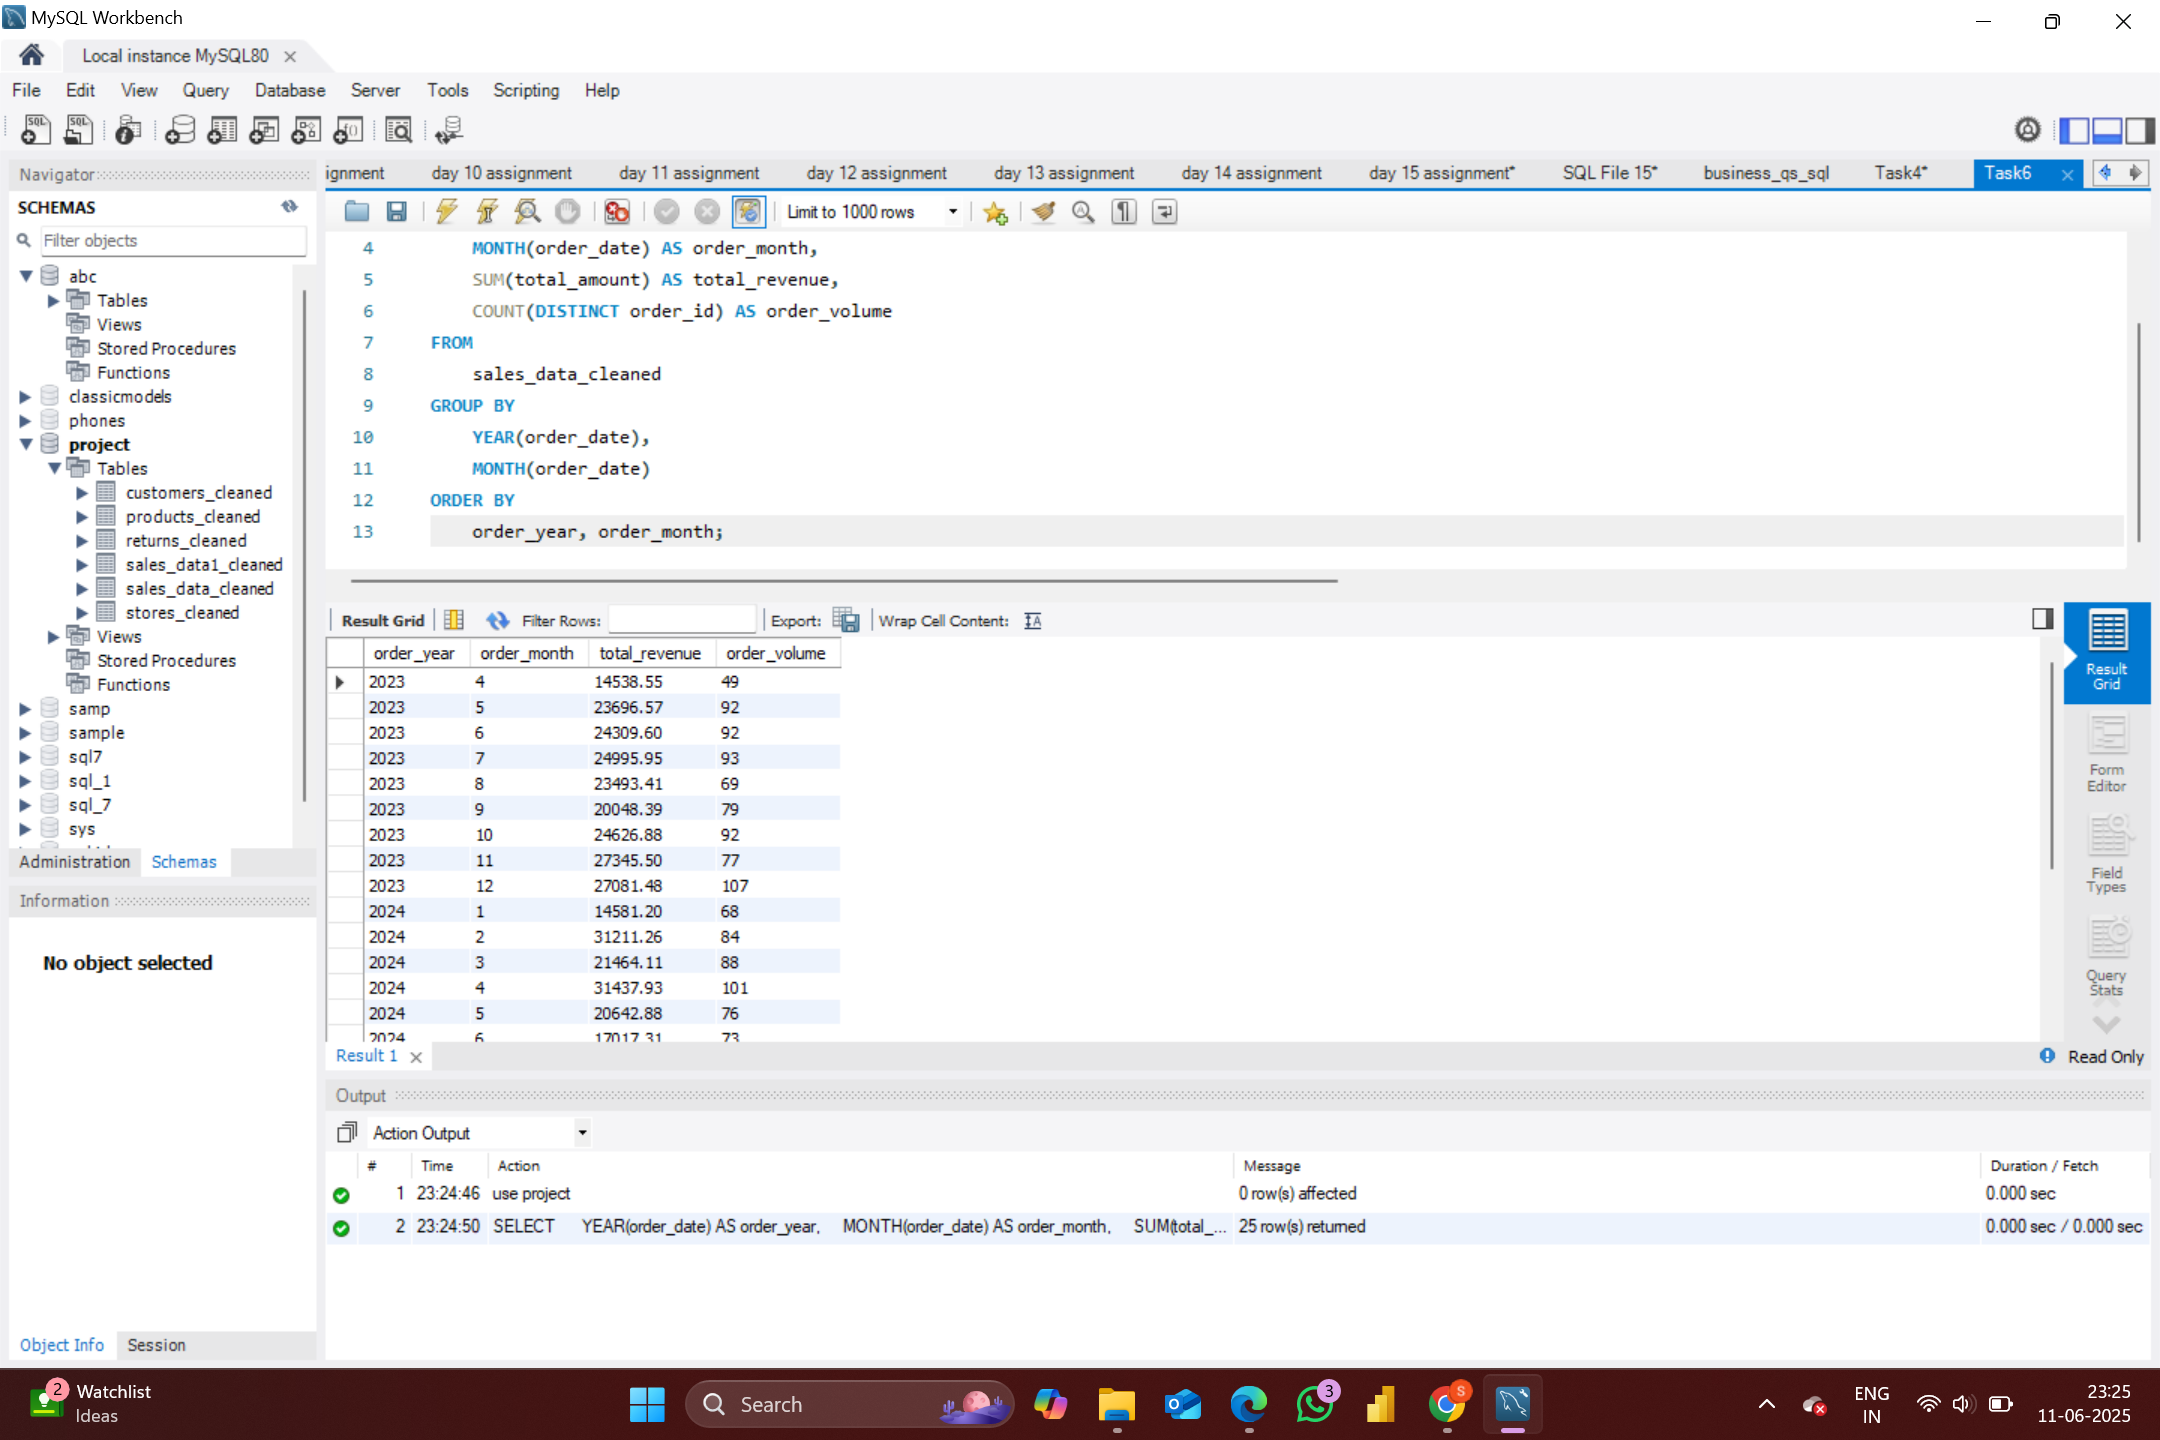 MySQL Workbench
Local instance MySQL80
File Edit View Query Database Server Tools Scripting Help
Navigator
SCHEMAS
Filter objects
abc
Tables
Views
Stored Procedures
Functions
classicmodels
phones
project
Tables
customers_cleaned
products_cleaned
returns_cleaned
sales_data1_cleaned
sales_data_cleaned
stores_cleaned
Views
Stored Procedures
Functions
samp
sample
sql7
sql_1
sql_7
sys
Administration Schemas
Information
No object selected
Object Info Session
ignment day 10 assignment day 11 assignment day 12 assignment day 13 assignment day 14 assignment day 15 assignment* SQL File 15* business_qs_sql Task4* Task6
Limit to 1000 rows
4 MONTH(order_date) AS order_month,
5 SUM(total_amount) AS total_revenue,
6 COUNT(DISTINCT order_id) AS order_volume
7 FROM
8 sales_data_cleaned
9 GROUP BY
10 YEAR(order_date),
11 MONTH(order_date)
12 ORDER BY
13 order_year, order_month;
Result Grid Filter Rows: Export: Wrap Cell Content:
order_year order_month total_revenue order_volume
2023 4 14538.55 49
2023 5 23696.57 92
2023 6 24309.60 92
2023 7 24995.95 93
2023 8 23493.41 69
2023 9 20048.39 79
2023 10 24626.88 92
2023 11 27345.50 77
2023 12 27081.48 107
2024 1 14581.20 68
2024 2 31211.26 84
2024 3 21464.11 88
2024 4 31437.93 101
2024 5 20642.88 76
2024 6 17017.31 73
Result Grid
Form Editor
Field Types
Query Stats
Result 1
Read Only
Output
Action Output
# Time Action Message Duration / Fetch
1 23:24:46 use project 0 row(s) affected 0.000 sec
2 23:24:50 SELECT YEAR(order_date) AS order_year, MONTH(order_date) AS order_month, SUM(total_... 25 row(s) returned 0.000 sec / 0.000 sec
2 Watchlist
Ideas
Search
3
S
ENG
IN
23:25
11-06-2025